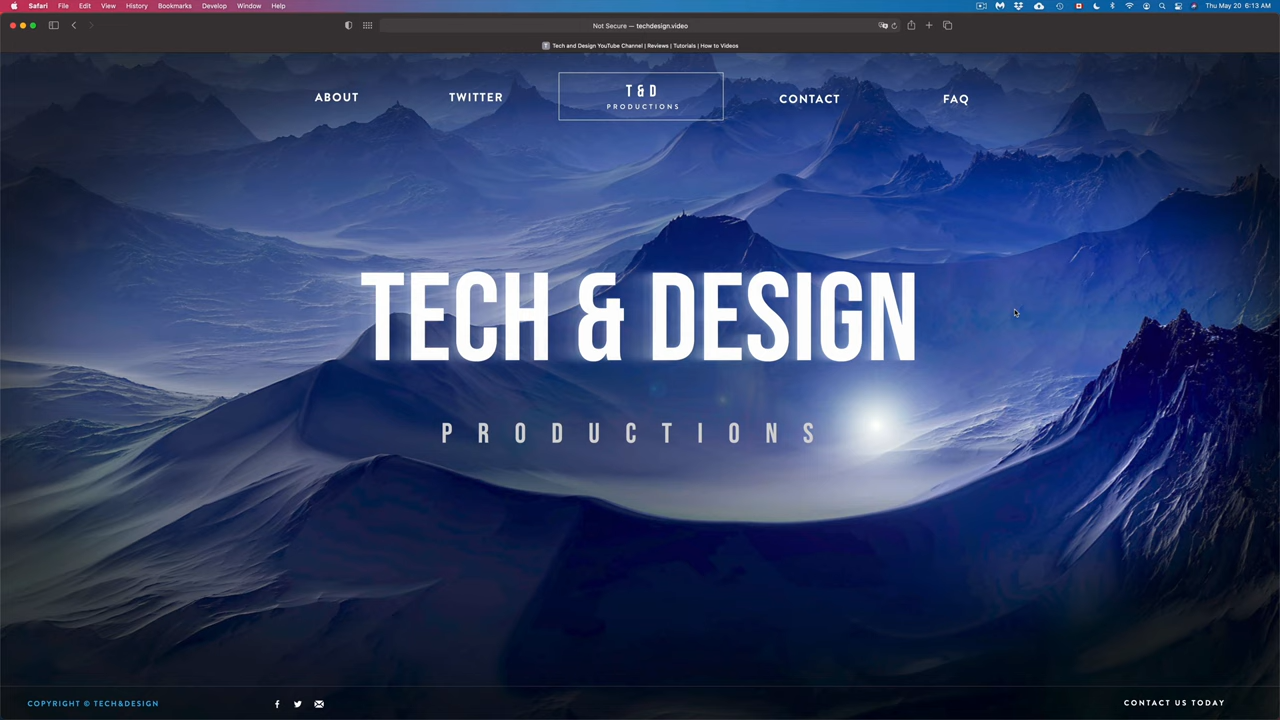 Safari File Edit View History Bookmarks Develop Window Help Thu May 20 6:13 AM
Not Secure — techdesign.video
T Tech and Design YouTube Channel | Reviews | Tutorials | How to Videos
ABOUT TWITTER T&D CONTACT FAQ
PRODUCTIONS
TECH & DESIGN
PRODUCTIONS
COPYRIGHT © TECH&DESIGN CONTACT US TODAY